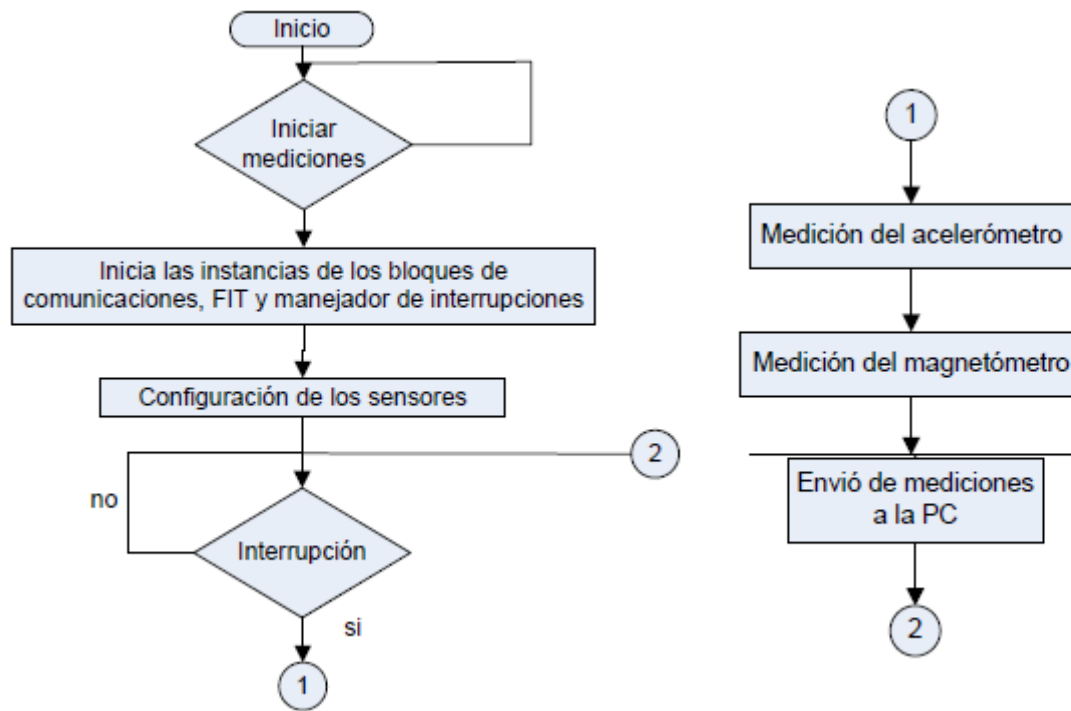 Inicio
Iniciar
mediciones
Inicia las instancias de los bloques de
comunicaciones, FIT y manejador de interrupciones
Configuración de los sensores
2
no
Interrupción
si
1
1
Medición del acelerómetro
Medición del magnetómetro
Envió de mediciones
a la PC
2